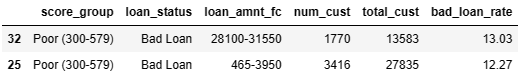 score_group loan_status loan_amnt_fc num_cust total_cust bad_loan_rate
32 Poor (300-579) Bad Loan 28100-31550 1770 13583 13.03
25 Poor (300-579) Bad Loan 465-3950 3416 27835 12.27